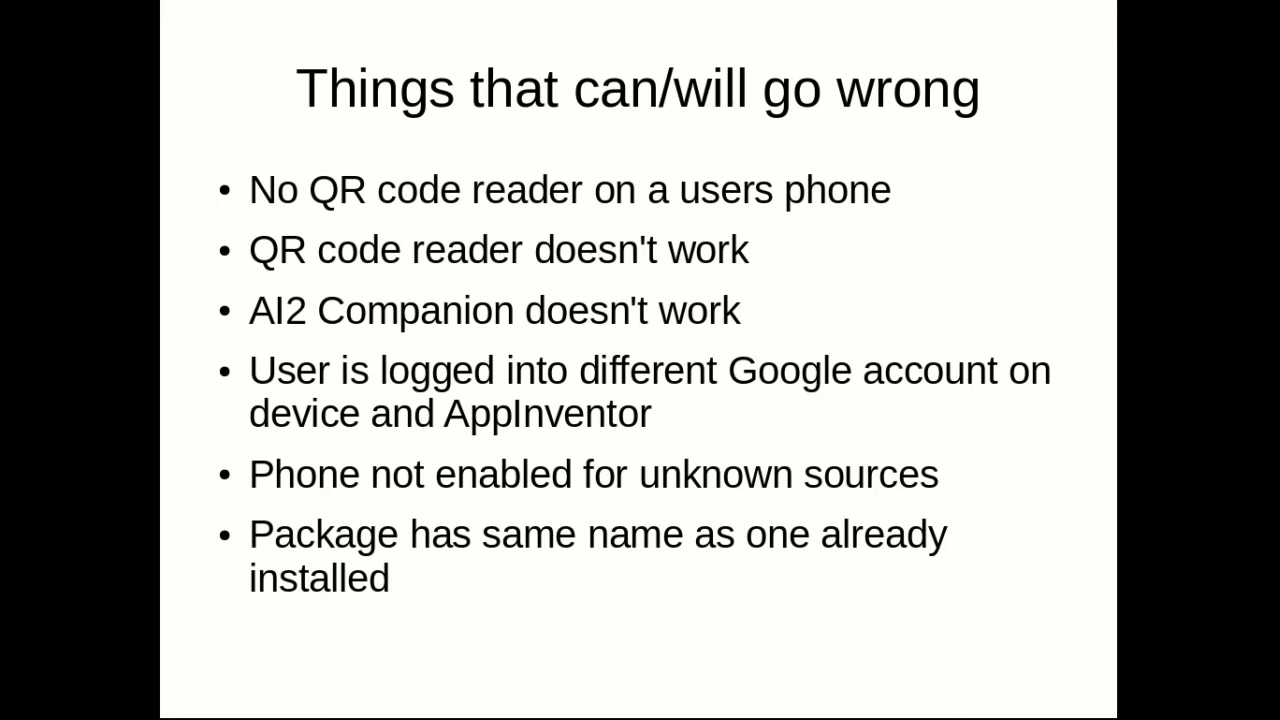 Things that can/will go wrong
• No QR code reader on a users phone
• QR code reader doesn't work
• AI2 Companion doesn't work
• User is logged into different Google account on
device and AppInventor
• Phone not enabled for unknown sources
• Package has same name as one already
installed